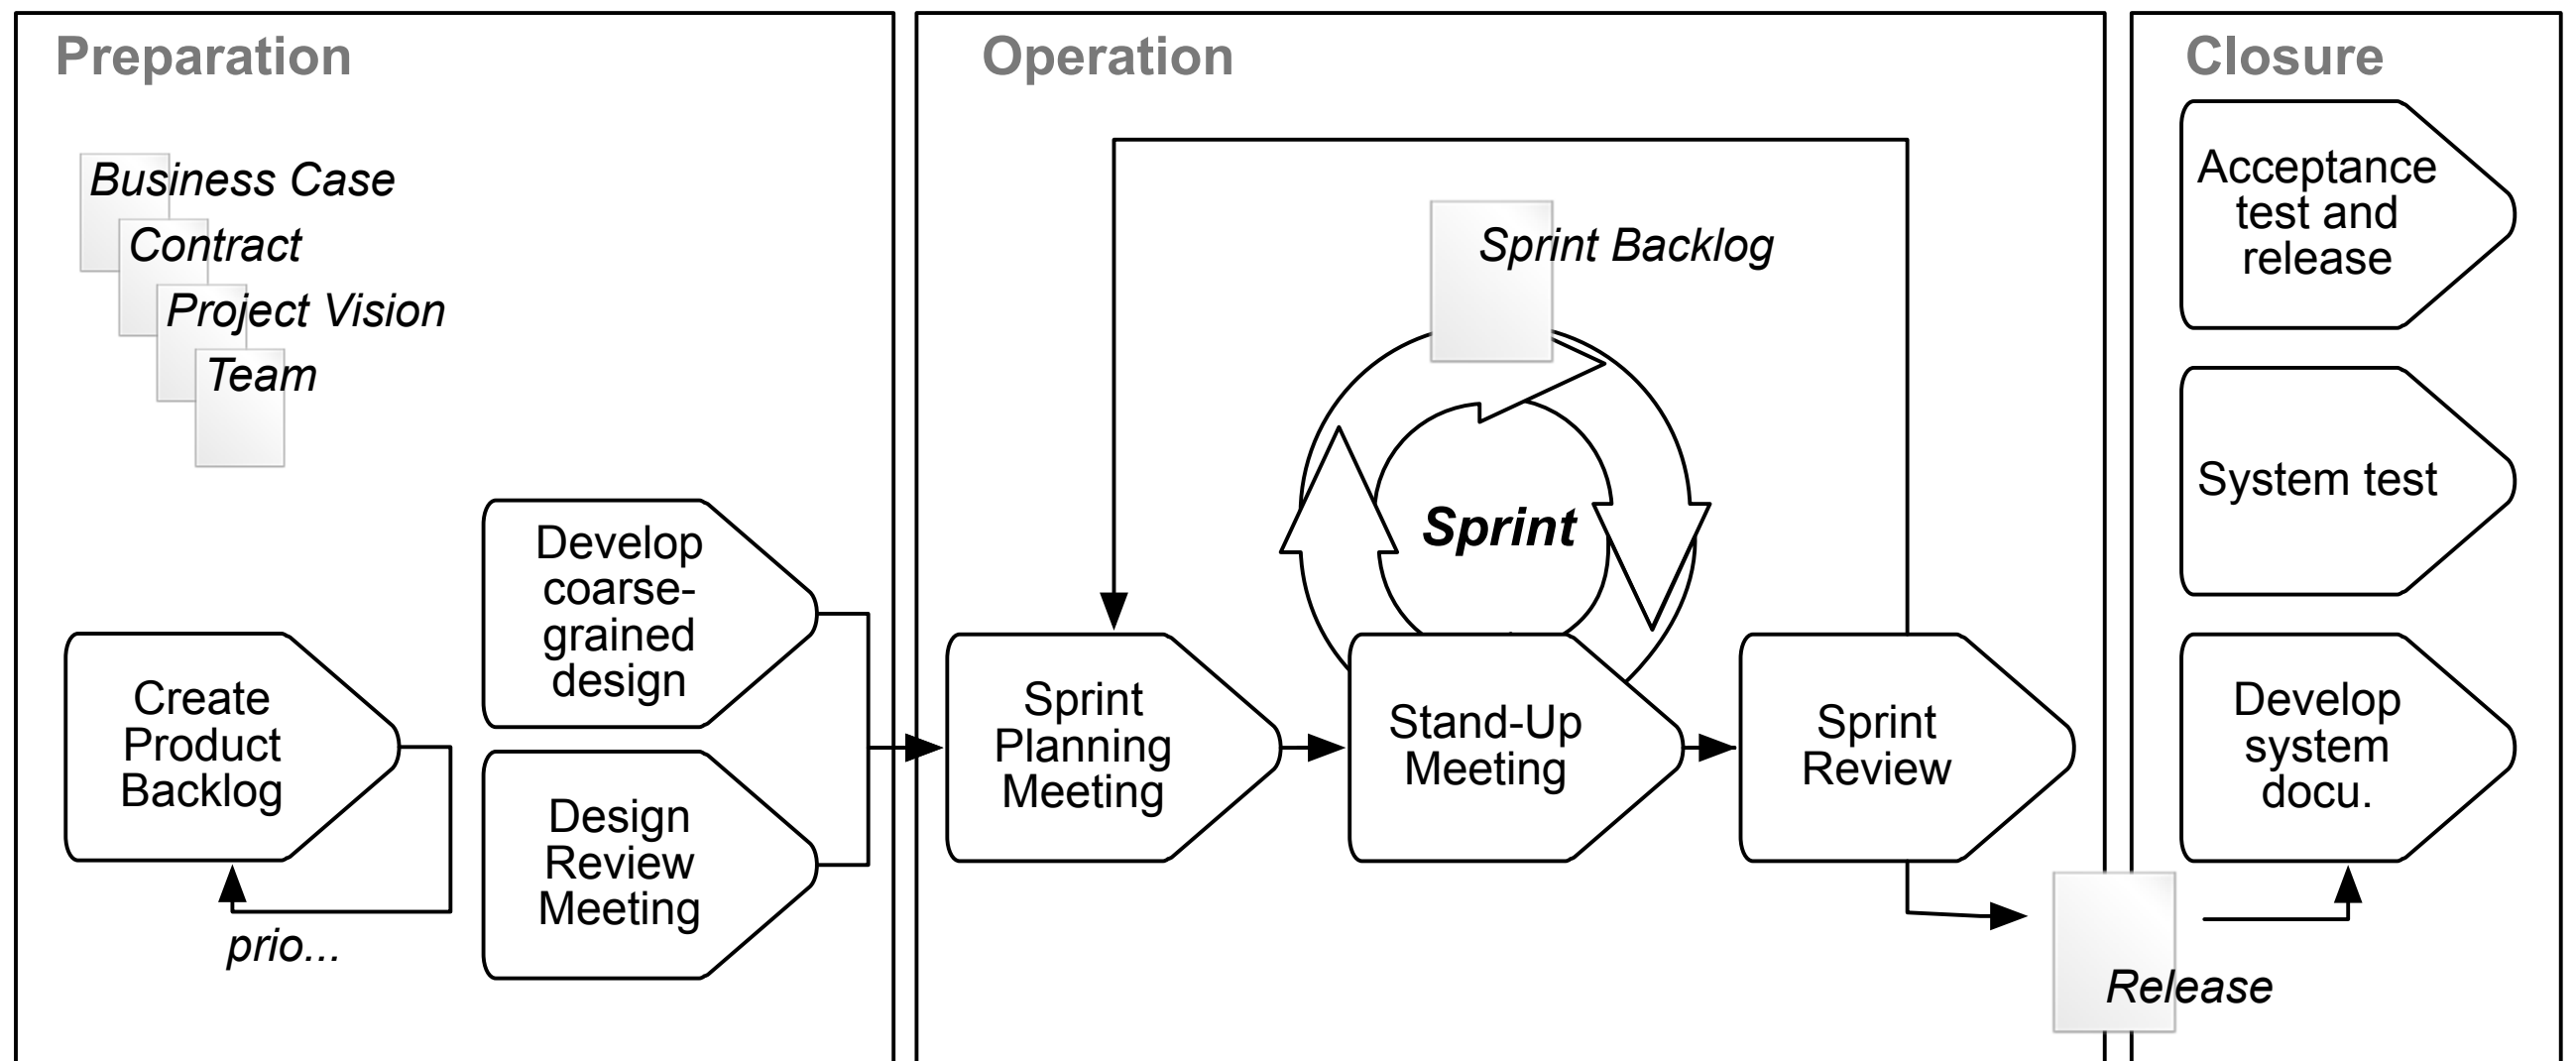 Preparation
Business Case
Contract
Project Vision
Team
Create
Product
Backlog
prio...
Develop
coarse-
grained
design
Design
Review
Meeting
Operation
Sprint Backlog
Sprint
Sprint
Planning
Meeting
Stand-Up
Meeting
Sprint
Review
Release
Closure
Acceptance
test and
release
System test
Develop
system
docu.